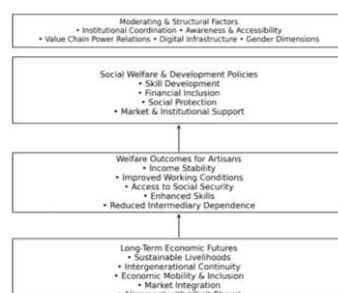 Moderating & Structural Factors
• Institutional Coordination • Awareness & Accessibility
• Value Chain Power Relations • Digital Infrastructure • Gender Dimensions
Social Welfare & Development Policies
• Skill Development
• Financial Inclusion
• Social Protection
• Market & Institutional Support
Welfare Outcomes for Artisans
• Income Stability
• Improved Working Conditions
• Access to Social Security
• Enhanced Skills
• Reduced Intermediary Dependence
Long-Term Economic Futures
• Sustainable Livelihoods
• Intergenerational Continuity
• Economic Mobility & Inclusion
• Market Integration